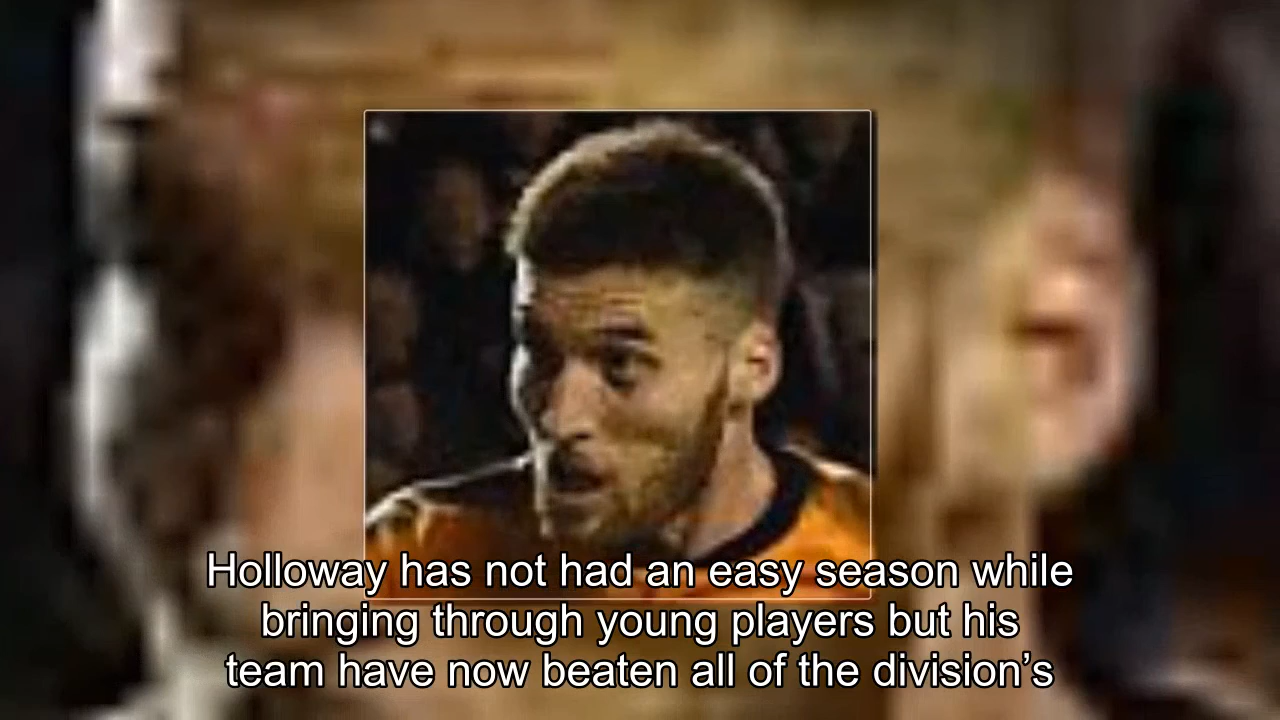 Holloway has not had an easy season while
bringing through young players but his
team have now beaten all of the division’s